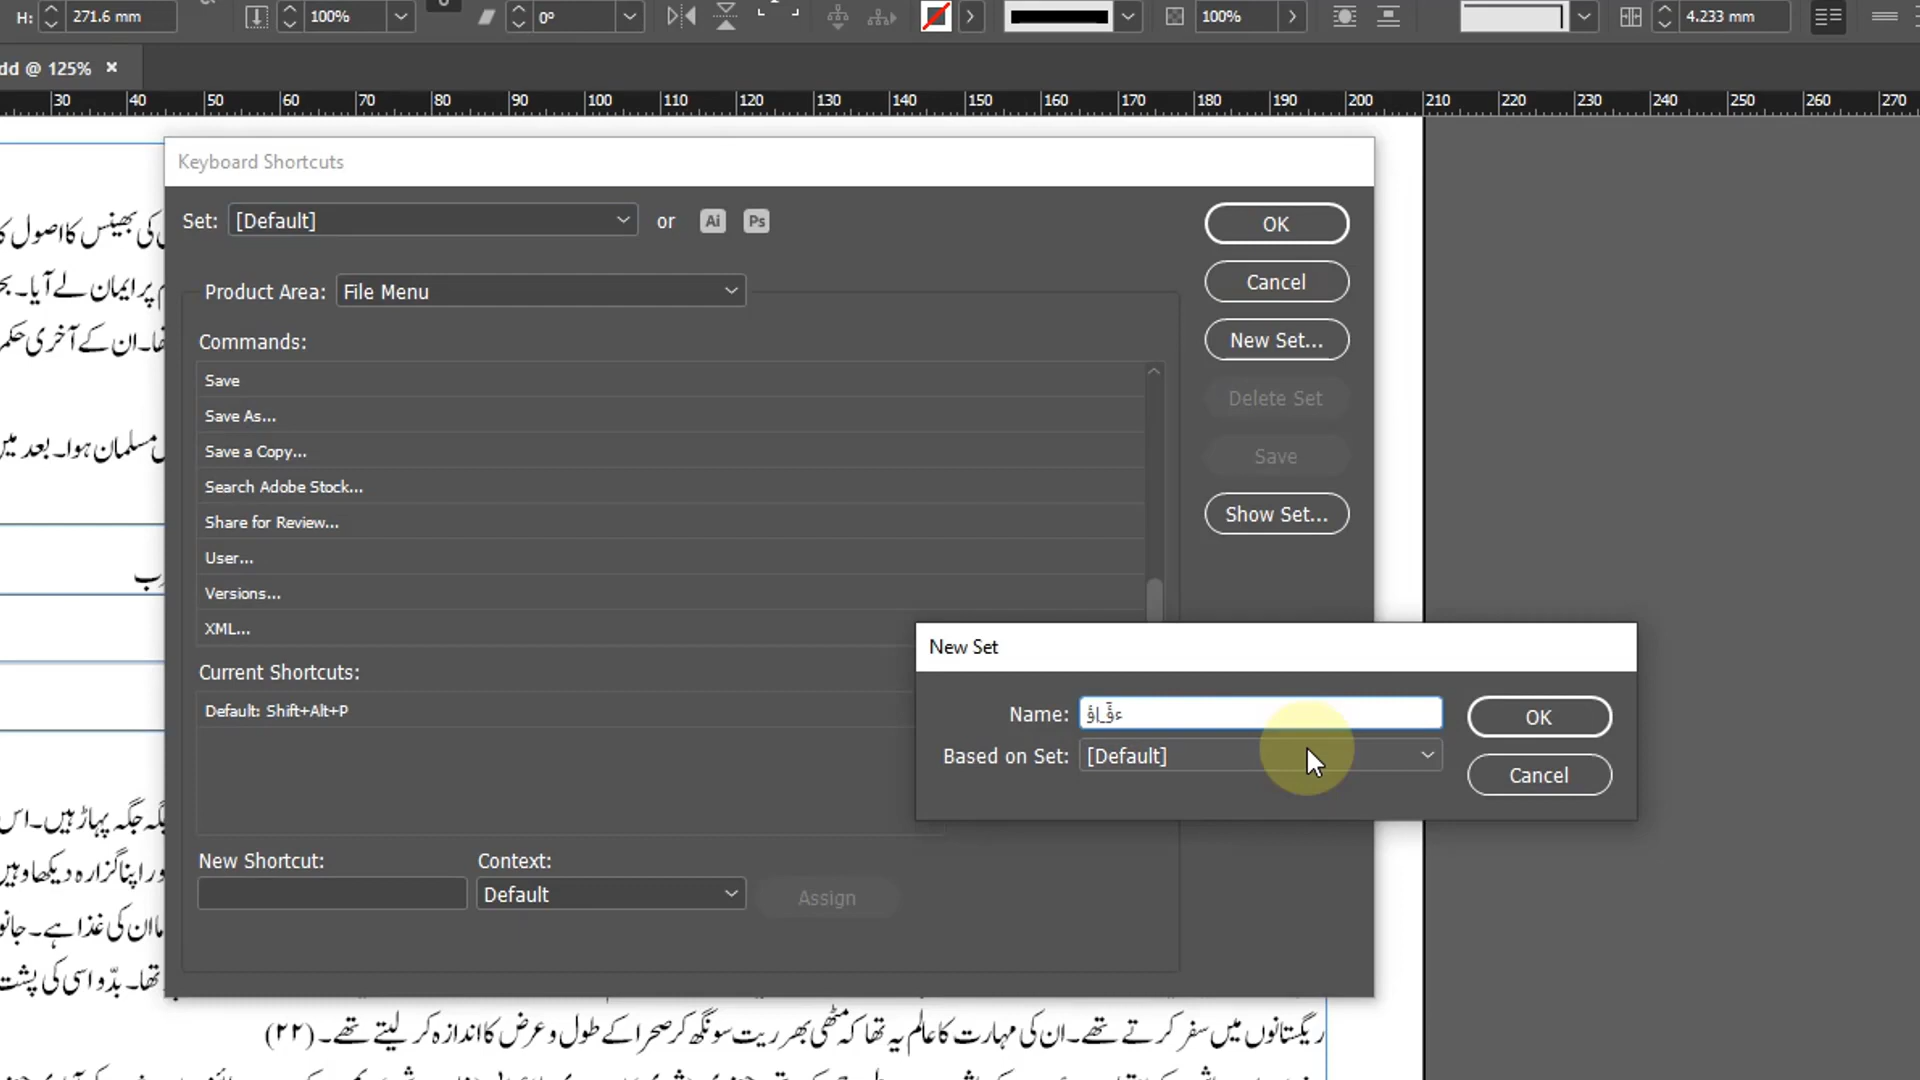 H: 271.6 mm 100% 0° 100% 4.233 mm
dd @ 125% ×
30 40 50 60 70 80 90 100 110 120 130 140 150 160 170 180 190 200 210 220 230 240 250 260 270
Keyboard Shortcuts
Set: [Default] or Ai Ps
OK
Cancel
New Set...
Delete Set
Save
Show Set...
Product Area: File Menu
Commands:
Save
Save As...
Save a Copy...
Search Adobe Stock...
Share for Review...
User...
Versions...
XML...
Current Shortcuts:
Default: Shift+Alt+P
New Shortcut:
Context:
Default
Assign
New Set
Name:
OK
Based on Set: [Default]
Cancel
کی بھینس کا اصول
پر ایمان لے آیا۔
تھا۔ ان کے آخری
مسلمان ہوا۔ بعد میں
جگہ پہاڑ ہیں۔ اس
اور اپنا گزارہ دیکھا وہیں
ان کی غذا ہے۔
تھا۔ بدّو اسی کی پشت
ریگستانوں میں سفر کرتے تھے۔ ان کی مہارت کا عالم یہ تھا کہ مٹھی بھر ریت سونگھ کر صحرا کے طول و عرض کا اندازہ کر لیتے تھے۔ (۲۲)